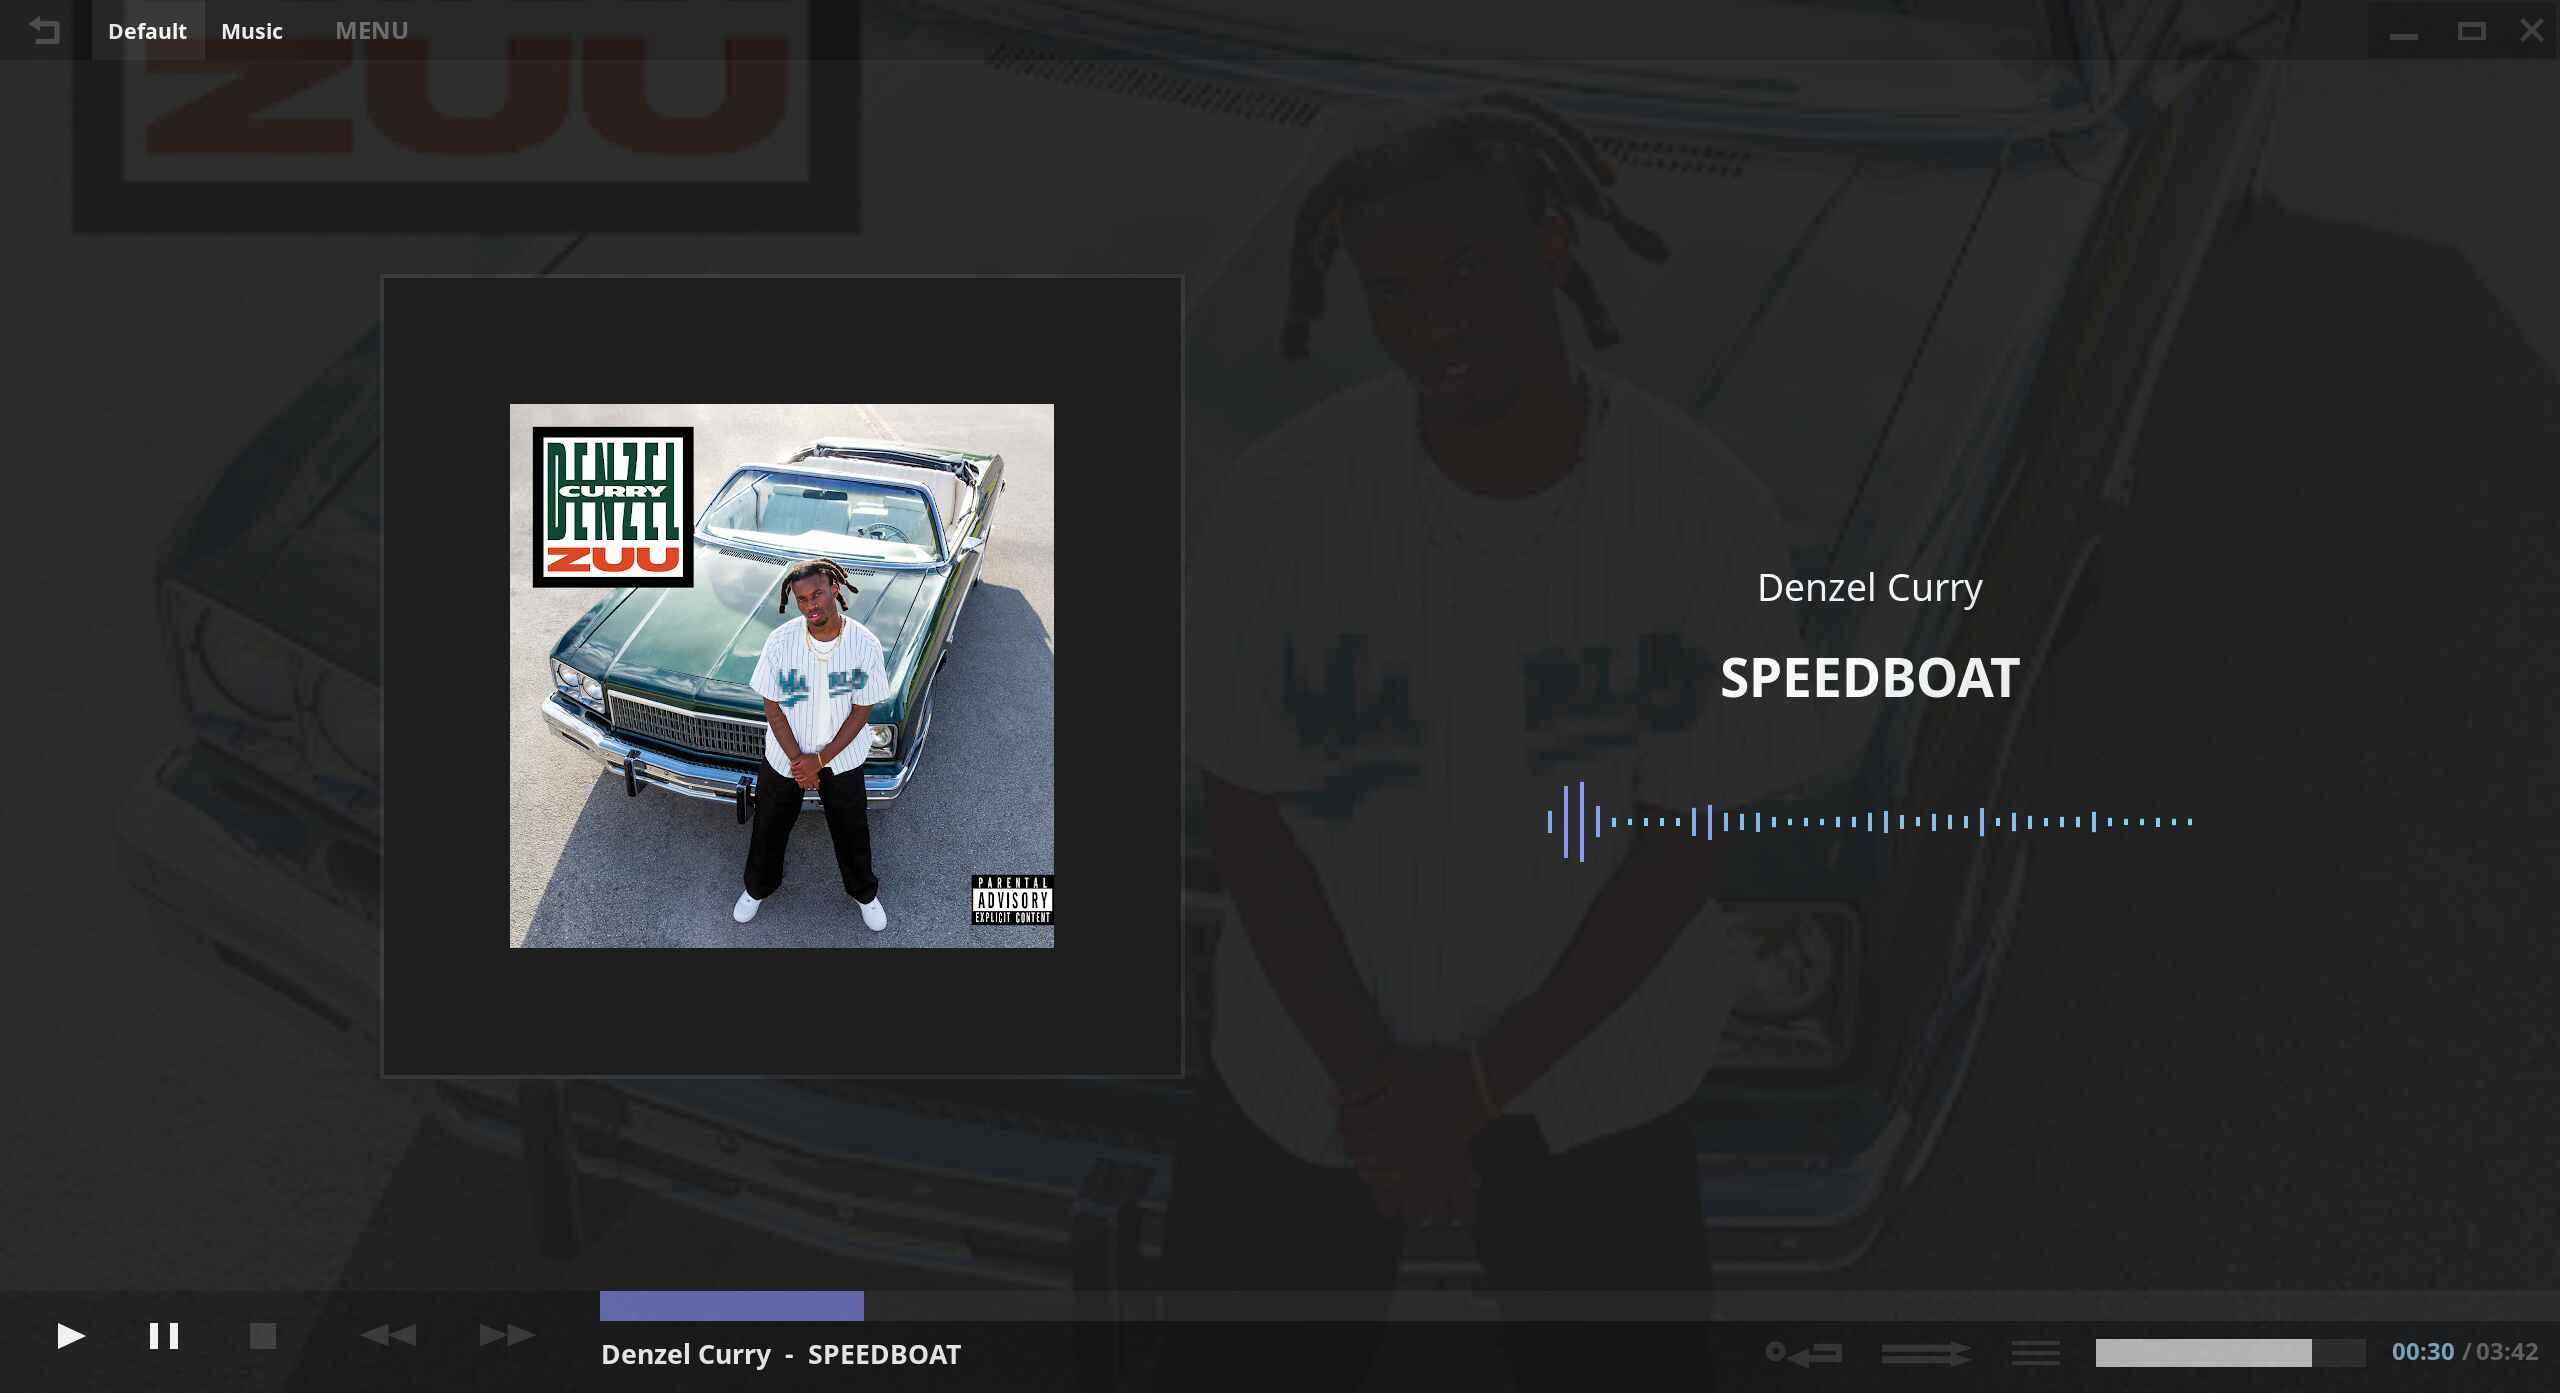 Default Music MENU
ZUU
DENZEL
CURRY
ZUU
PARENTAL
ADVISORY
EXPLICIT CONTENT
Denzel Curry
SPEEDBOAT
Denzel Curry - SPEEDBOAT
00:30 / 03:42